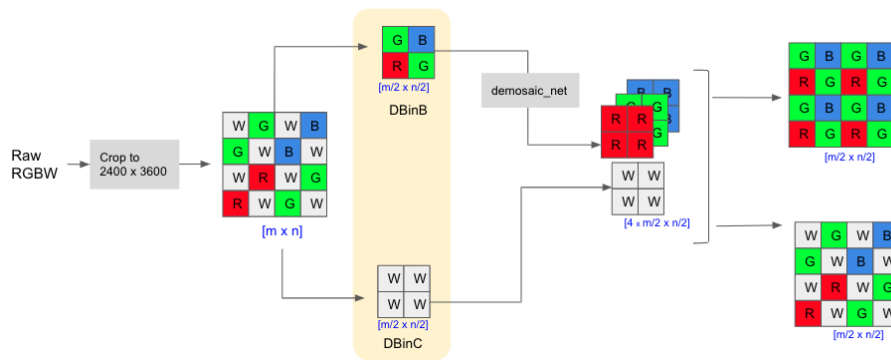 Raw
RGBW
Crop to
2400 x 3600
W G W B
G W B W
W R W G
R W G W
[m x n]
G B
R G
[m/2 x n/2]
DBinB
W W
W W
[m/2 x n/2]
DBinC
demosaic_net
B B
G G B
R R G
R R
W W
W W
[4 x m/2 x n/2]
G B G B
R G R G
G B G B
R G R G
[m/2 x n/2]
W G W B
G W B W
W R W G
R W G W
[m/2 x n/2]